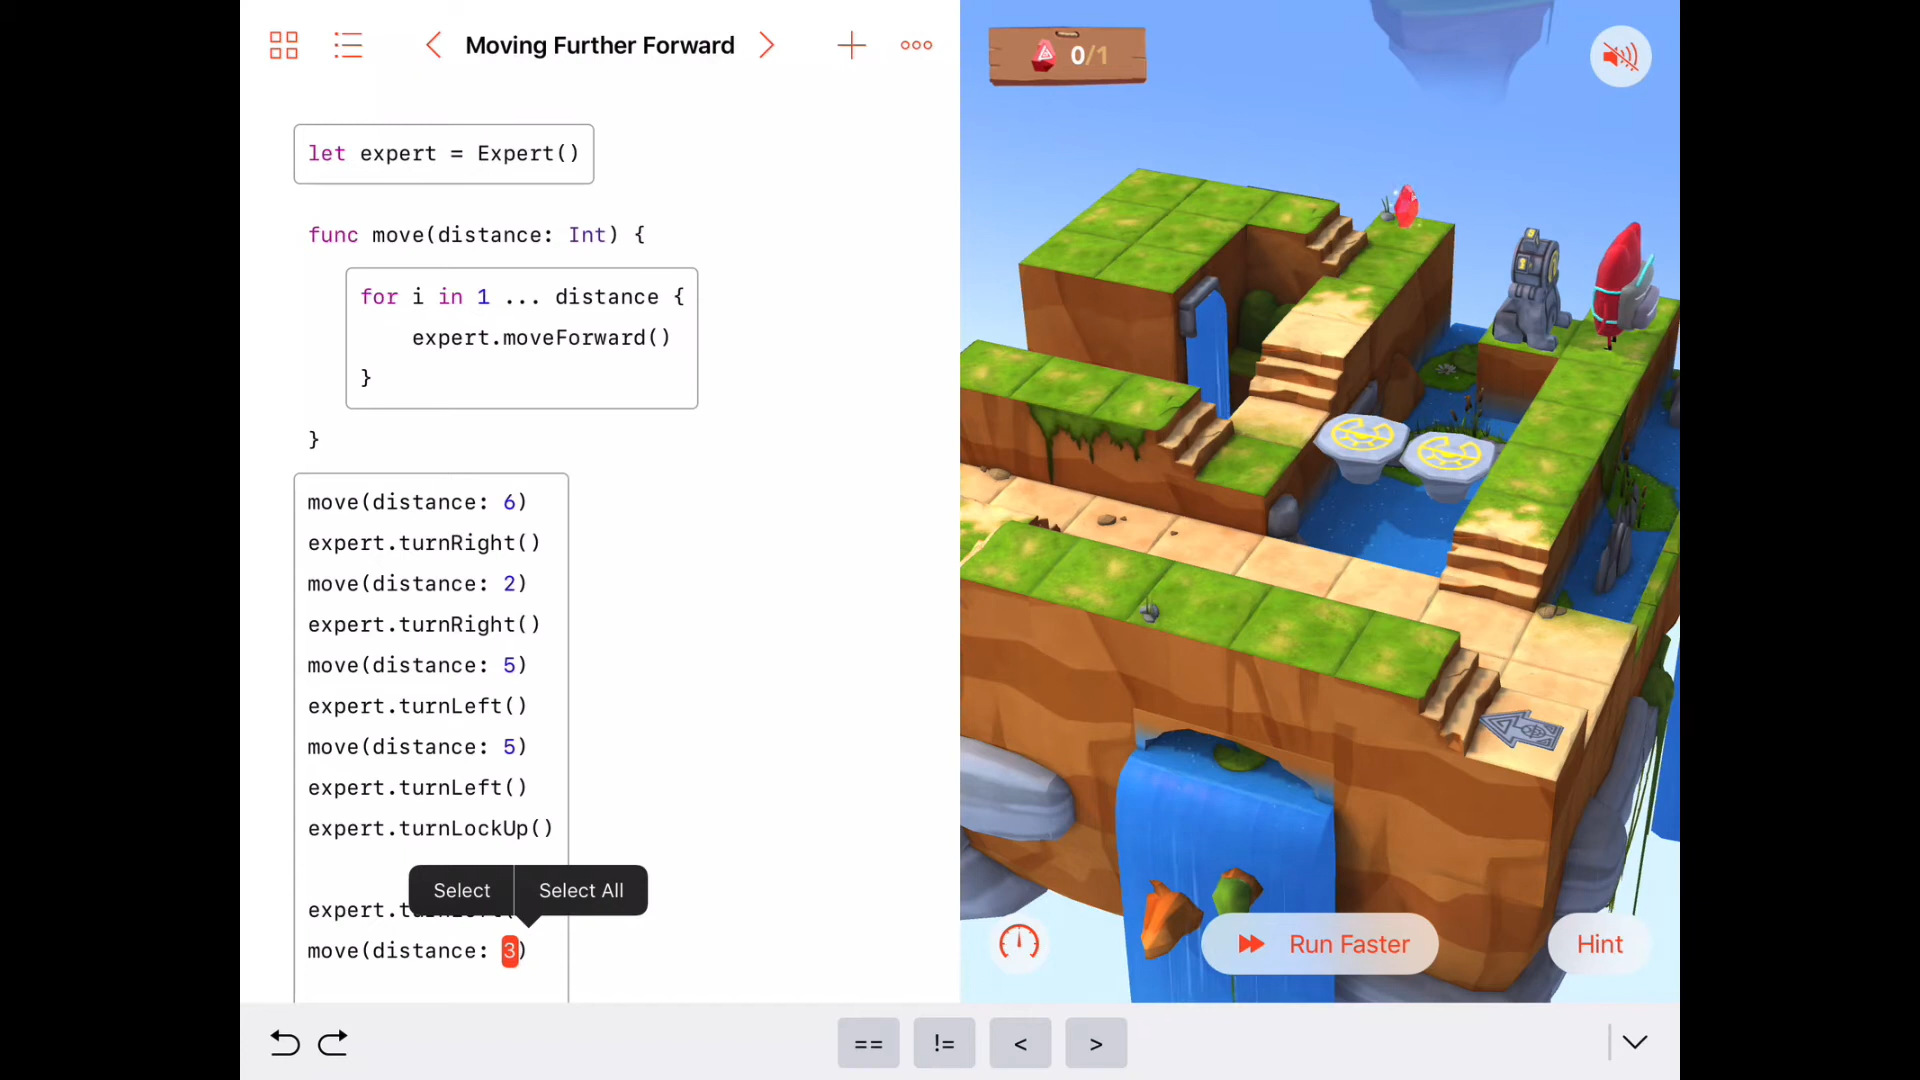 Moving Further Forward
let expert = Expert()
func move(distance: Int) {
for i in 1 ... distance {
expert.moveForward()
}
}
move(distance: 6)
expert.turnRight()
move(distance: 2)
expert.turnRight()
move(distance: 5)
expert.turnLeft()
move(distance: 5)
expert.turnLeft()
expert.turnLockUp()
Select Select All
expert.turnLeft(
move(distance: 3)
0/1
Run Faster
Hint
== != < >